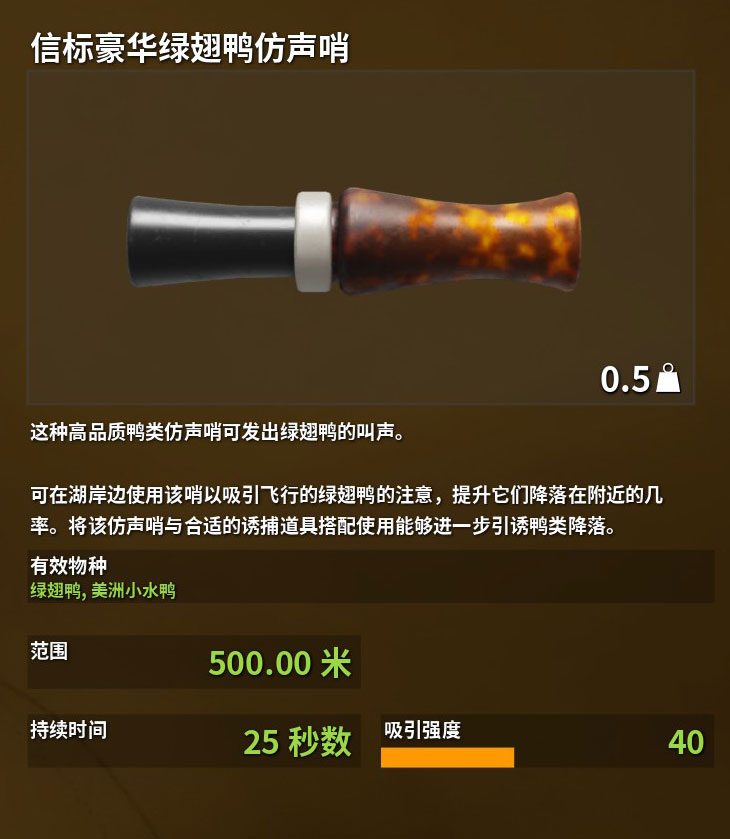 信标豪华绿翅鸭仿声哨
0.5
这种高品质鸭类仿声哨可发出绿翅鸭的叫声。
可在湖岸边使用该哨以吸引飞行的绿翅鸭的注意，提升它们降落在附近的几
率。将该仿声哨与合适的诱捕道具搭配使用能够进一步引诱鸭类降落。
有效物种
绿翅鸭, 美洲小水鸭
范围
500.00 米
持续时间
25 秒数
吸引强度
40